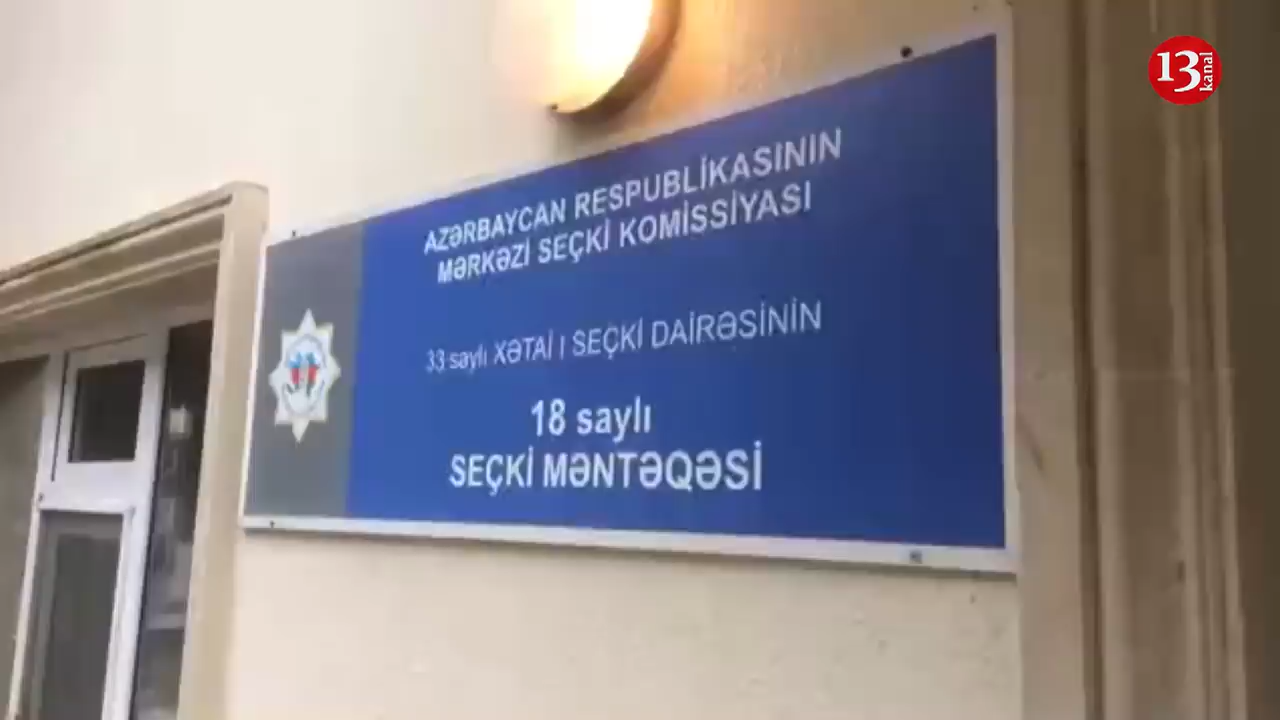 AZƏRBAYCAN RESPUBLİKASININ
MƏRKƏZİ SEÇKİ KOMİSSİYASI
33 saylı XƏTAİ I SEÇKİ DAİRƏSİNİN
18 saylı
SEÇKİ MƏNTƏQƏSİ
13 kanal